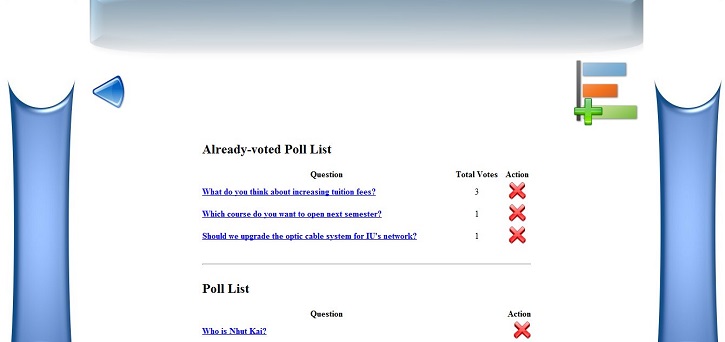 Already-voted Poll List
Question Total Votes Action
What do you think about increasing tuition fees? 3
Which course do you want to open next semester? 1
Should we upgrade the optic cable system for IU's network? 1
Poll List
Question Action
Who is Nhut Kai?